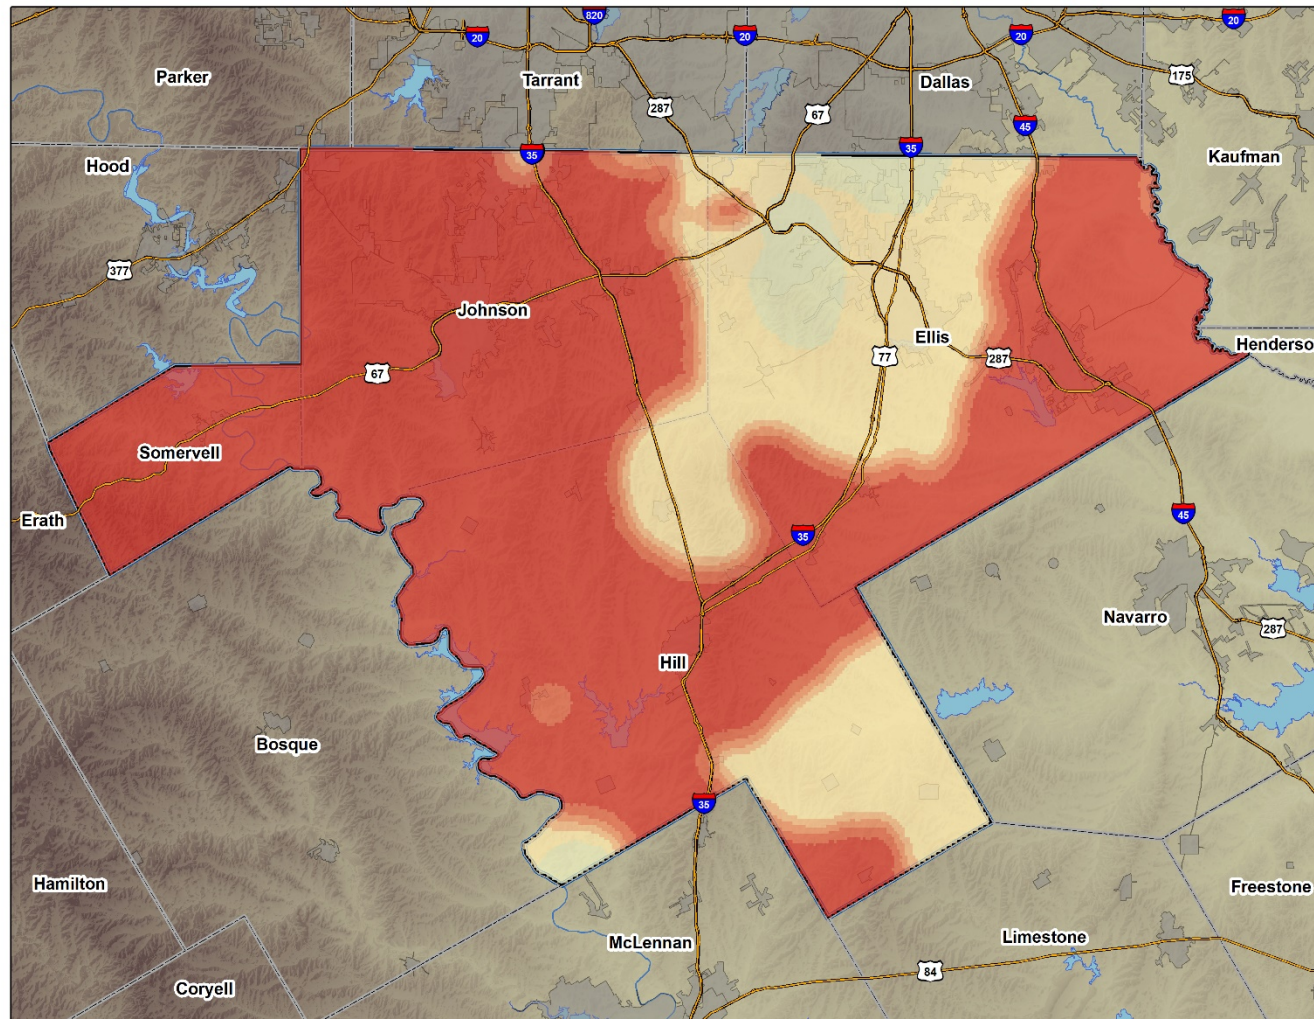 820
20
20
20
20
Parker
Tarrant
Dallas
175
287
67
45
35
35
Hood
Kaufman
377
Johnson
Ellis
Henderso
77
287
67
Somervell
Erath
45
35
Navarro
287
Hill
Bosque
35
Hamilton
Freestone
McLennan
Limestone
84
Coryell